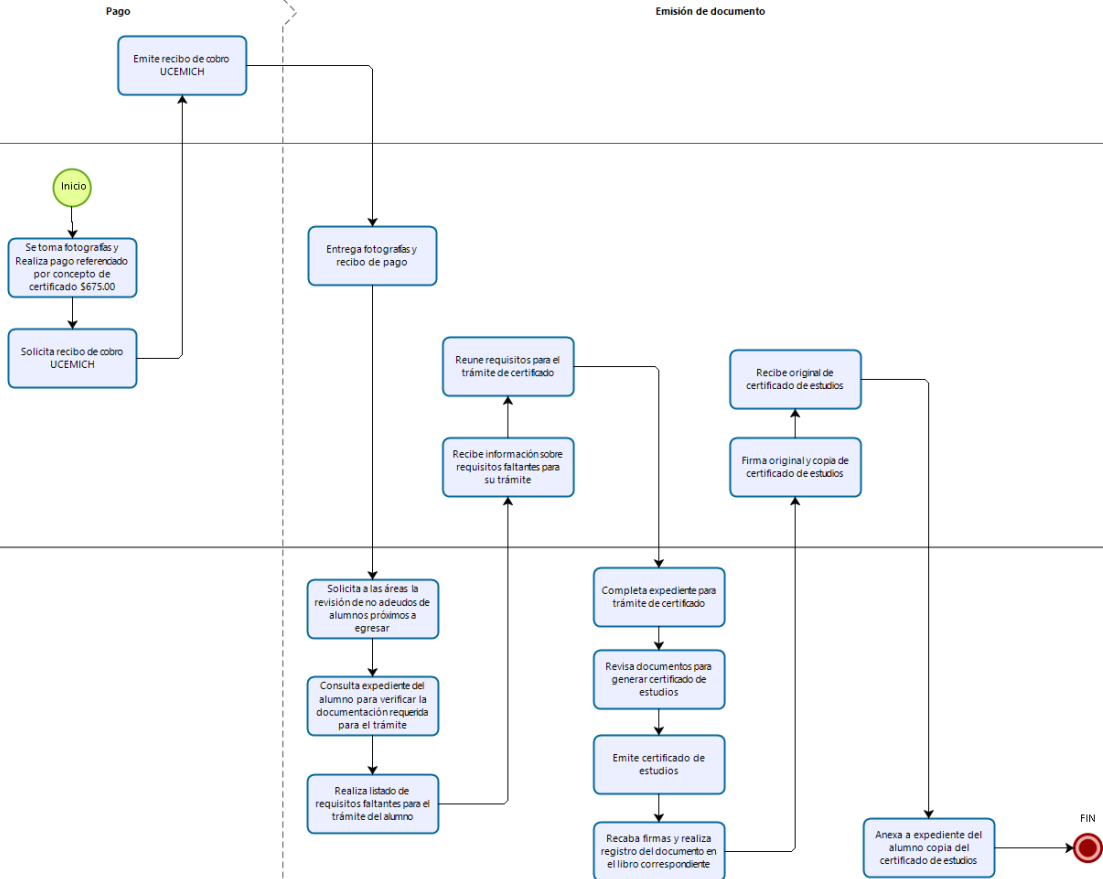 Pago
Emisión de documento
Emite recibo de cobro
UCEMICH
Inicio
Se toma fotografías y
Realiza pago referenciado
por concepto de
certificado $675.00
Solicita recibo de cobro
UCEMICH
Entrega fotografías y
recibo de pago
Reune requisitos para el
trámite de certificado
Recibe información sobre
requisitos faltantes para
su trámite
Recibe original de
certificado de estudios
Firma original y copia de
certificado de estudios
Solicita a las áreas la
revisión de no adeudos de
alumnos próximos a
egresar
Consulta expediente del
alumno para verificar la
documentación requerida
para el trámite
Realiza listado de
requisitos faltantes para el
trámite del alumno
Completa expediente para
trámite de certificado
Revisa documentos para
generar certificado de
estudios
Emite certificado de
estudios
Recaba firmas y realiza
registro del documento en
el libro correspondiente
Anexa a expediente del
alumno copia del
certificado de estudios
FIN